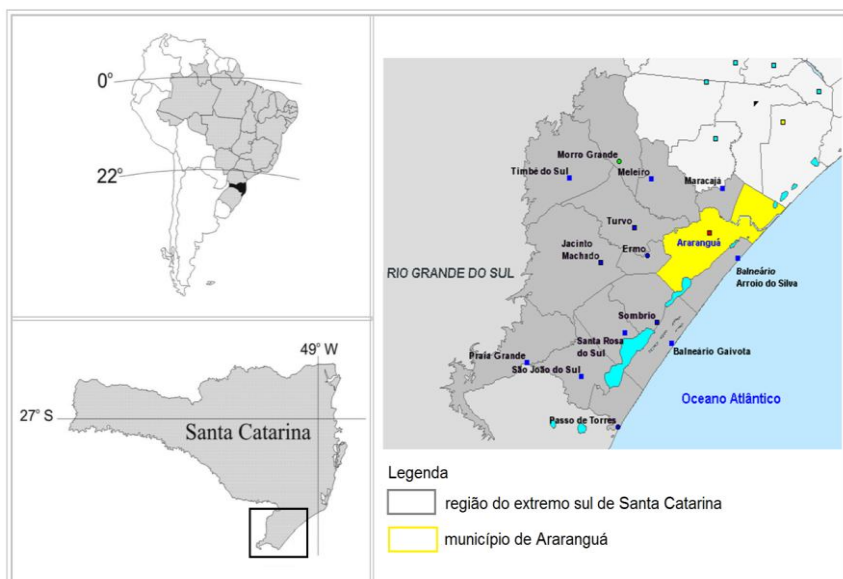 0°
22°
49° W
27° S
Santa Catarina
Morro Grande
Timbé do Sul
Meleiro
Maracajá
Turvo
Araranguá
Jacinto
Machado
Ermo
Balneário
Arroio do Silva
RIO GRANDE DO SUL
Sombrio
Santa Rosa
do Sul
Balneário Gaivota
Praia Grande
São João do Sul
Oceano Atlântico
Passo de Torres
Legenda
região do extremo sul de Santa Catarina
município de Araranguá